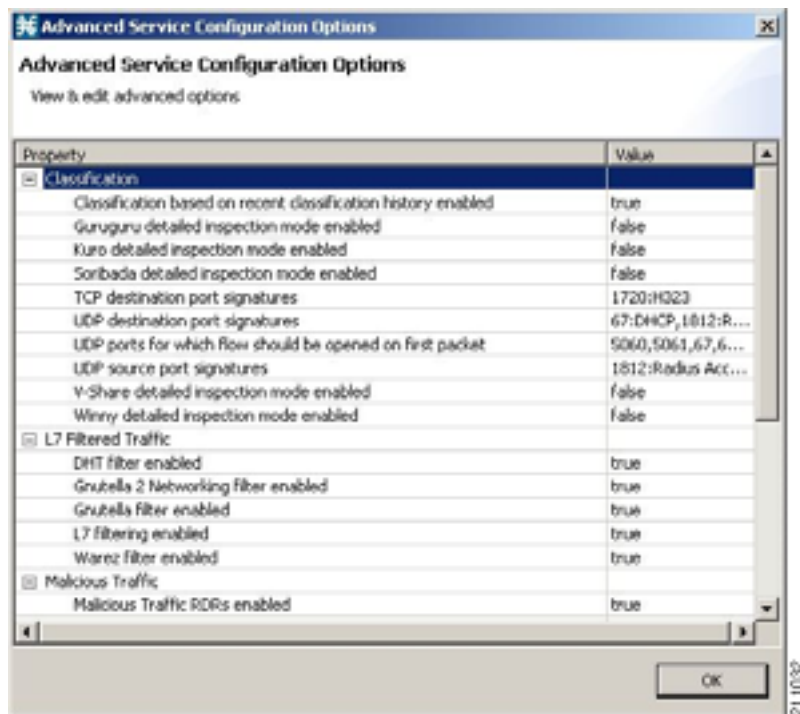 Advanced Service Configuration Options
Advanced Service Configuration Options
View & edit advanced options
Property Value
Classification
Classification based on recent classification history enabled true
Guruguru detailed inspection mode enabled false
Kuro detailed inspection mode enabled false
Soribada detailed inspection mode enabled false
TCP destination port signatures 1720:H323
UDP destination port signatures 67:DHCP,1812:R...
UDP ports for which flow should be opened on first packet 5060,5061,67,6...
UDP source port signatures 1812:Radius Acc...
V-Share detailed inspection mode enabled false
Winny detailed inspection mode enabled false
L7 Filtered Traffic
DHT filter enabled true
Gnutella 2 Networking filter enabled true
Gnutella filter enabled true
L7 filtering enabled true
Warez filter enabled true
Malicious Traffic
Malicious Traffic RDRs enabled true
OK
211032